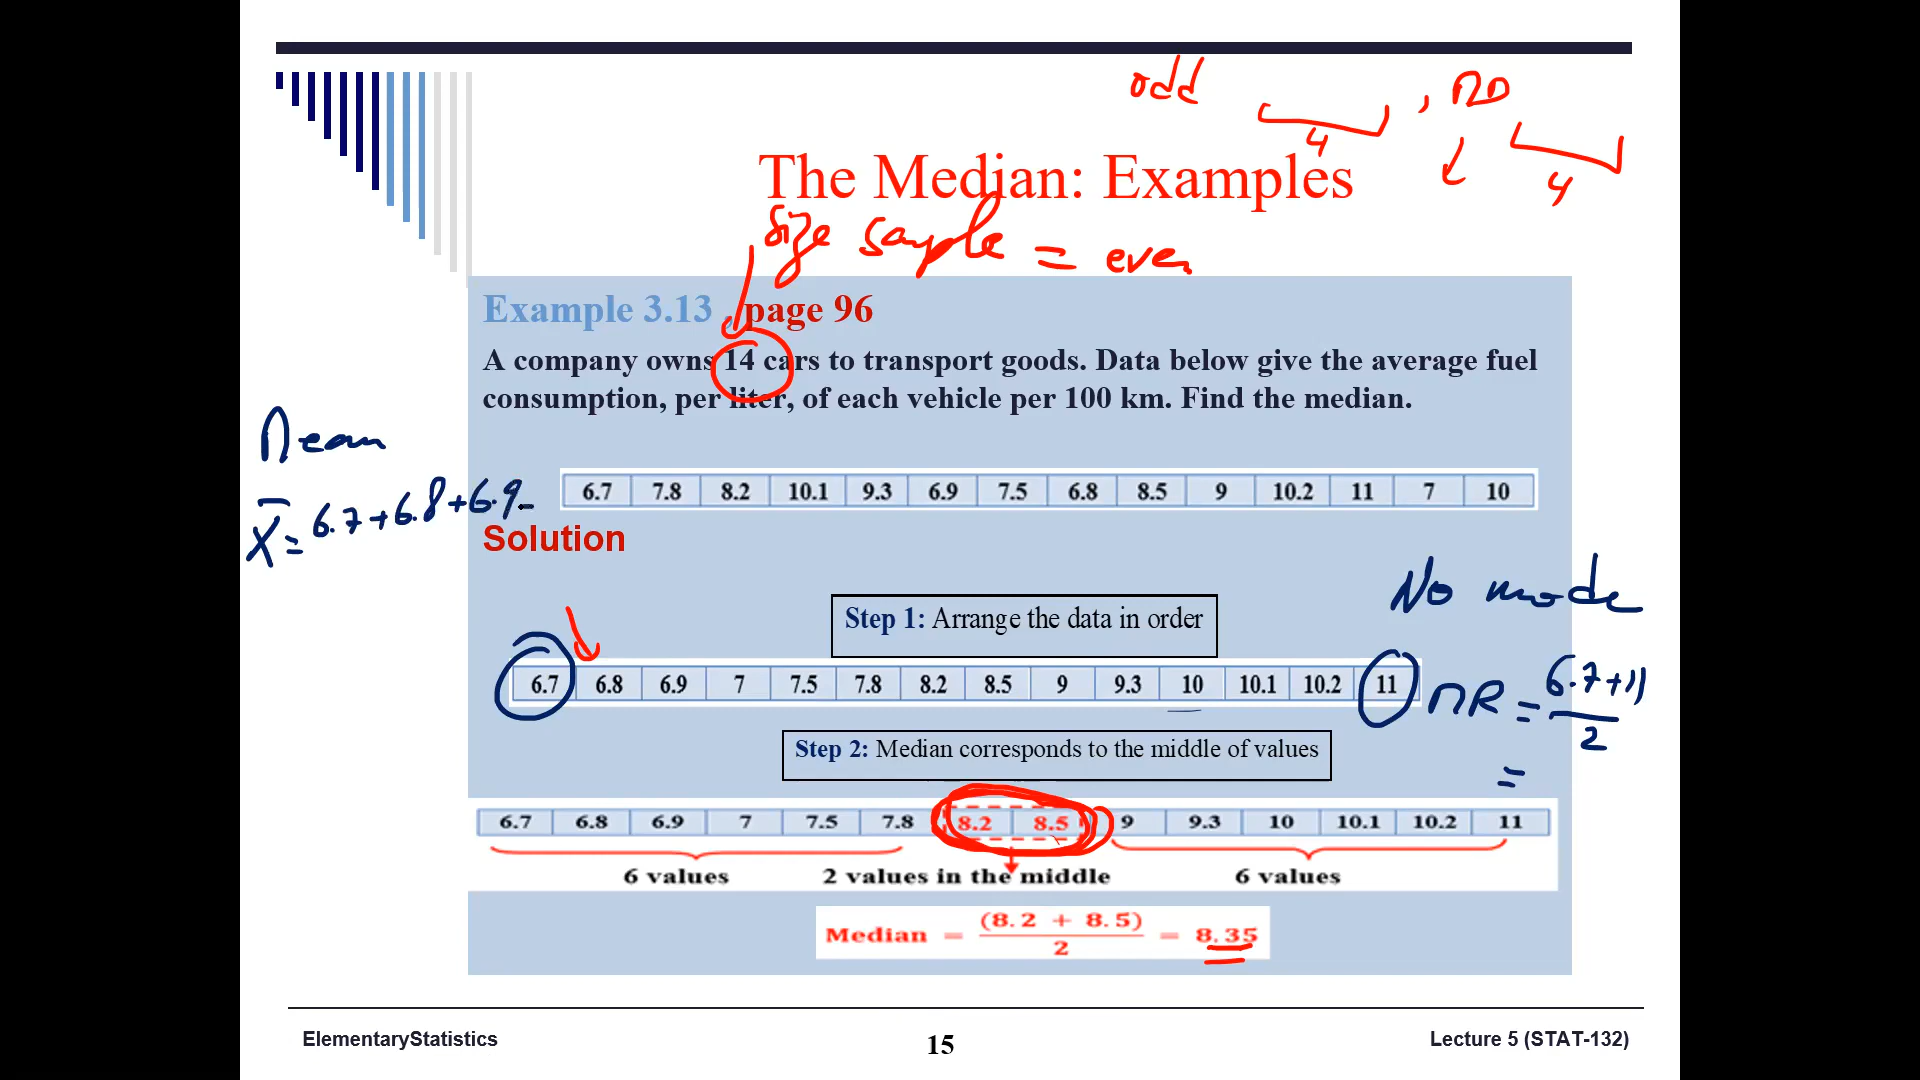 odd
4 , MD 4
The Median: Examples
size sample = even
Example 3.13 , page 96
A company owns 14 cars to transport goods. Data below give the average fuel
consumption, per liter, of each vehicle per 100 km. Find the median.
Mean
6.7 7.8 8.2 10.1 9.3 6.9 7.5 6.8 8.5 9 10.2 11 7 10
X̄ = 6.7+6.8+6.9
Solution
No mode
Step 1: Arrange the data in order
6.7 6.8 6.9 7 7.5 7.8 8.2 8.5 9 9.3 10 10.1 10.2 11
MR = 6.7+11
2
=
Step 2: Median corresponds to the middle of values
6.7 6.8 6.9 7 7.5 7.8 8.2 8.5 9 9.3 10 10.1 10.2 11
6 values 2 values in the middle 6 values
Median = (8.2 + 8.5) / 2 = 8.35
ElementaryStatistics 15 Lecture 5 (STAT-132)